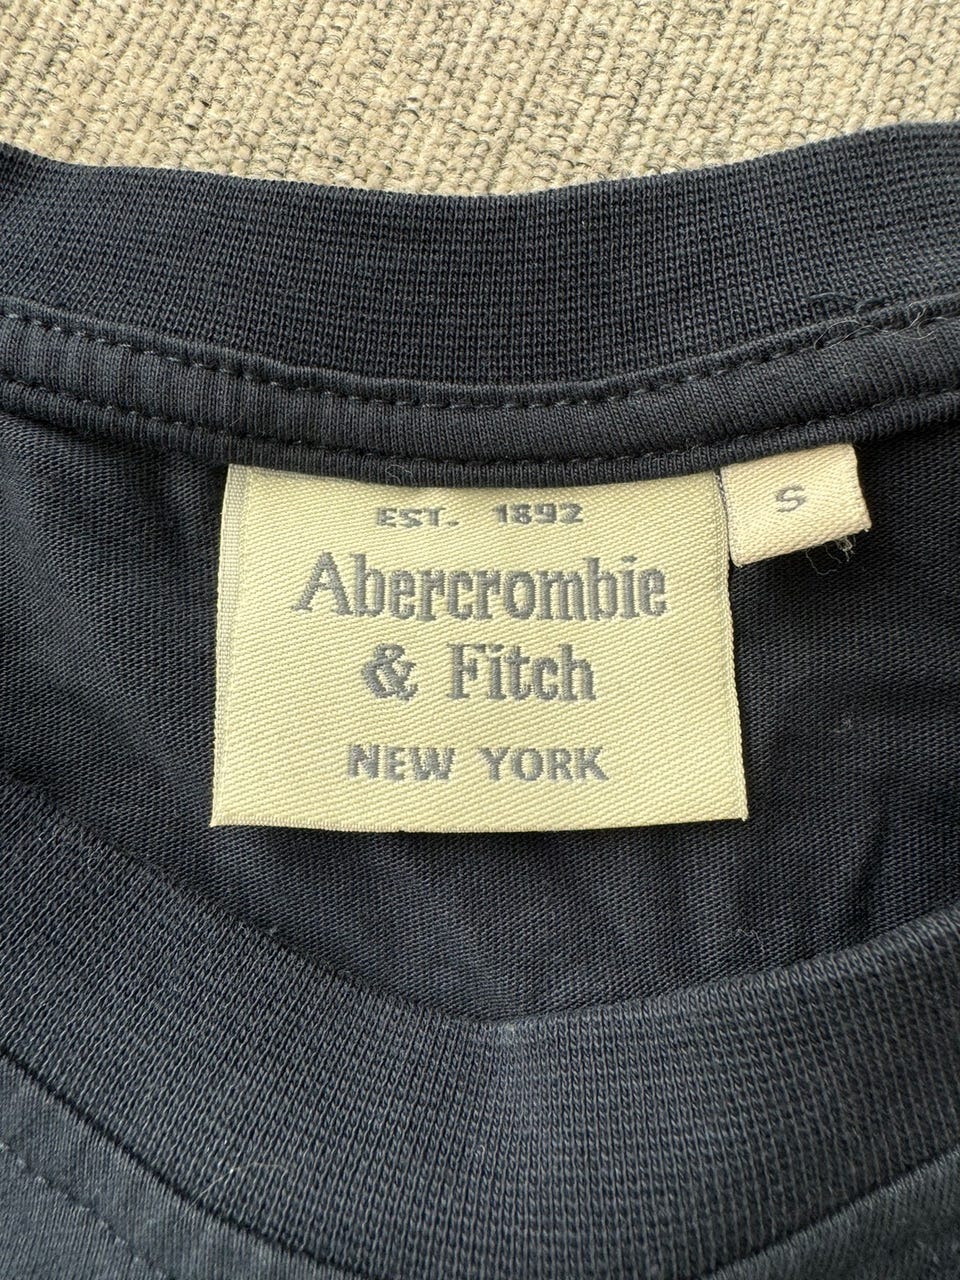 EST. 1892
Abercrombie
& Fitch
NEW YORK
S